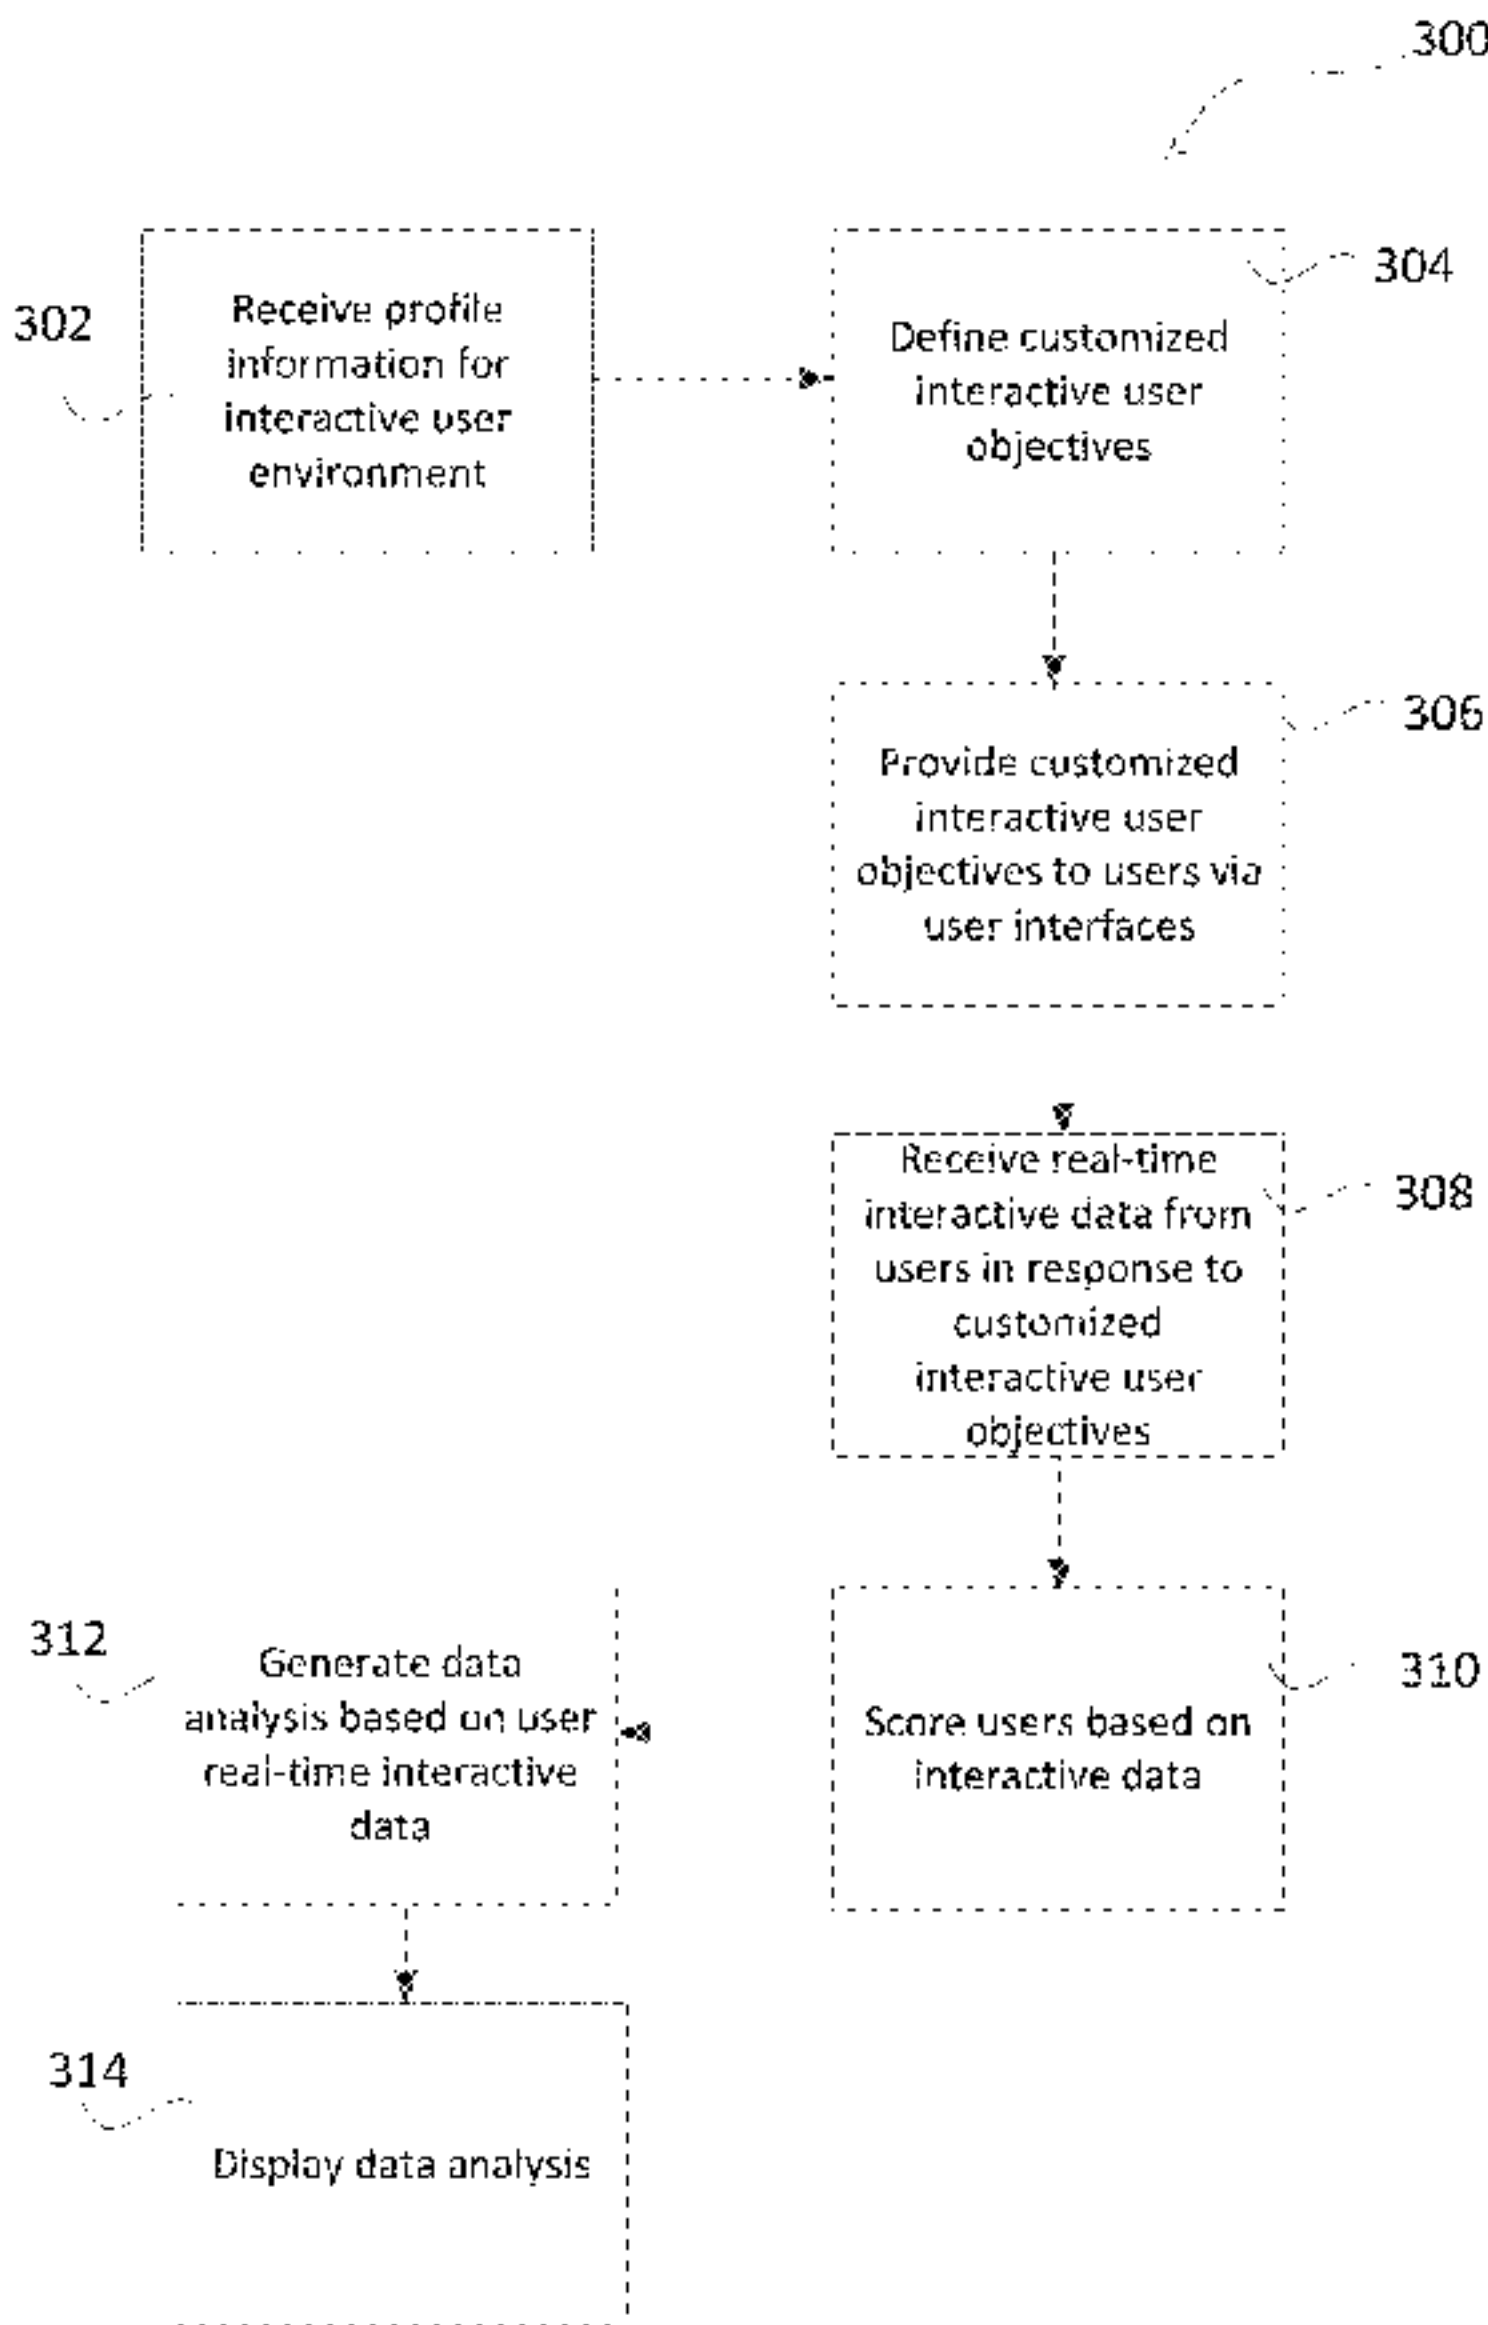 300
302
Receive profile
information for
interactive user
environment
304
Define customized
interactive user
objectives
306
Provide customized
interactive user
objectives to users via
user interfaces
308
Receive real-time
interactive data from
users in response to
customized
interactive user
objectives
310
Score users based on
interactive data
312
Generate data
analysis based on user
real-time interactive
data
314
Display data analysis